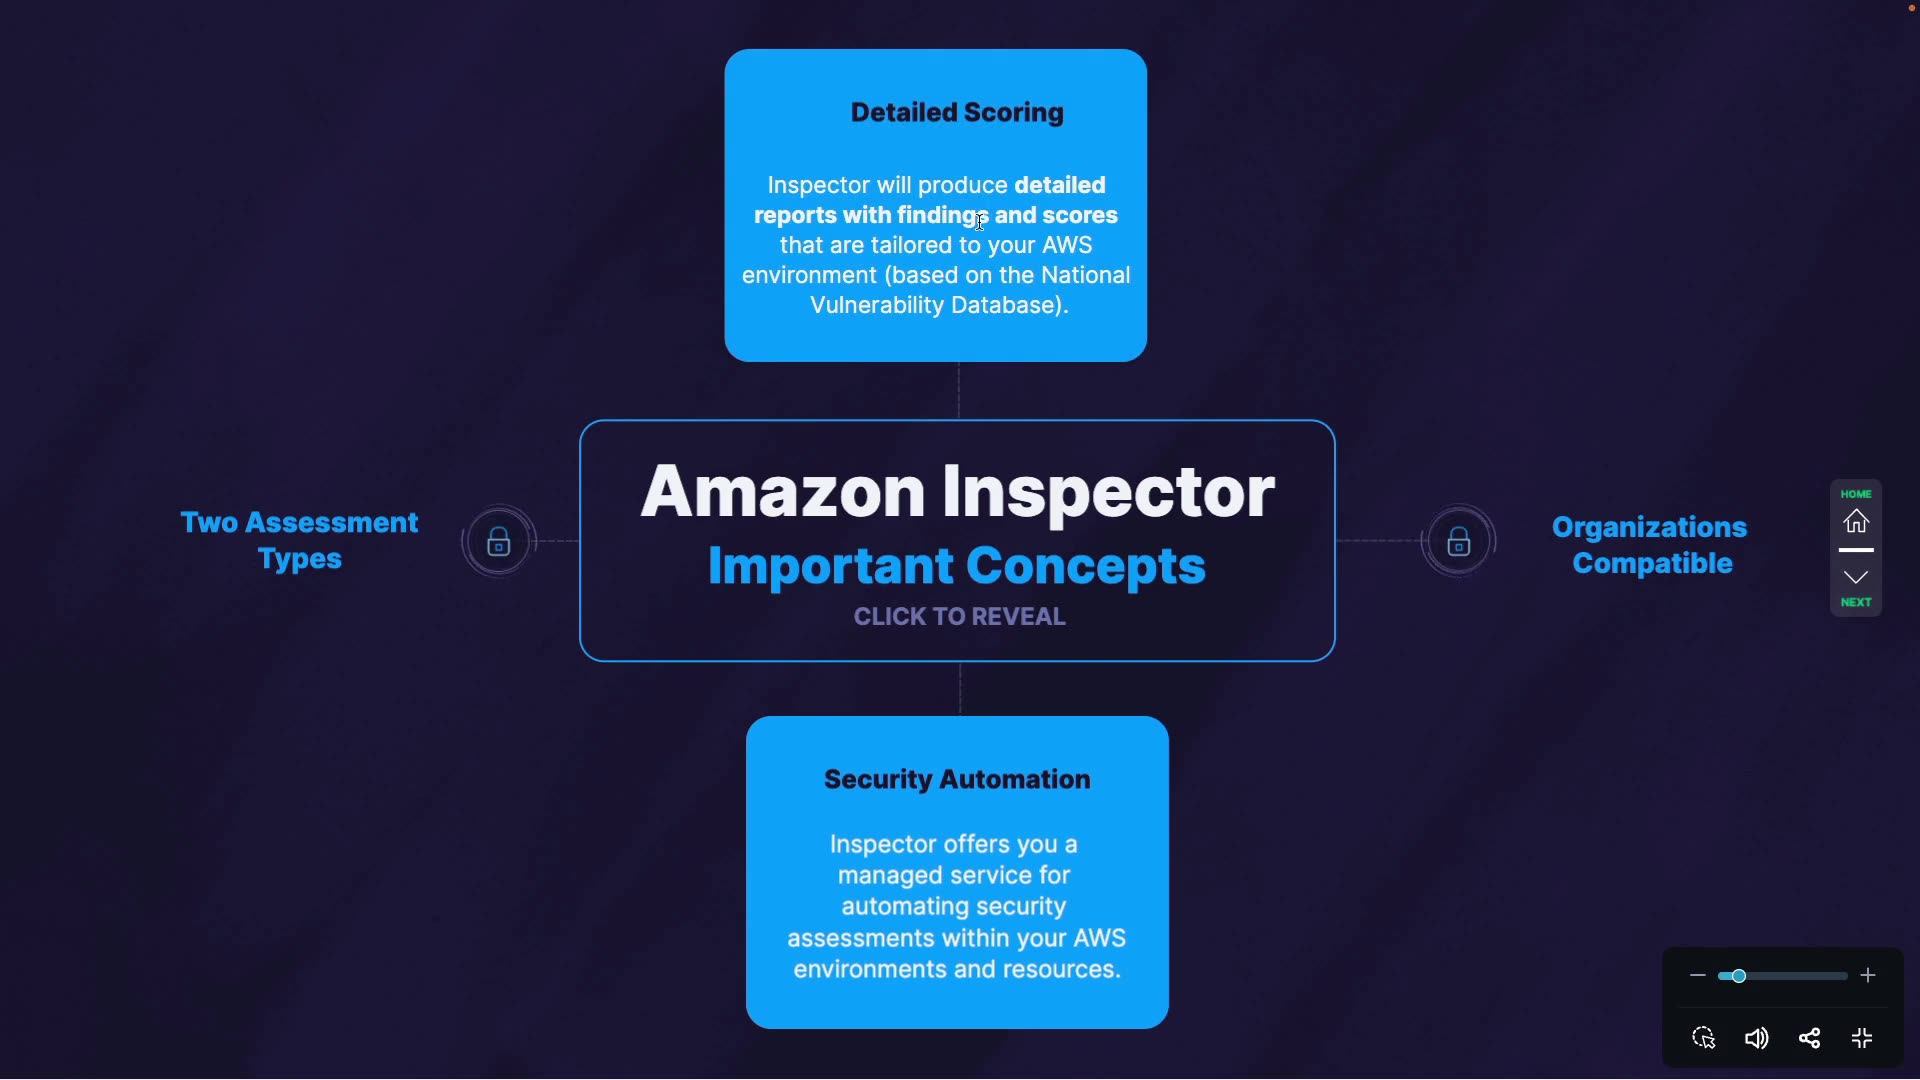 Detailed Scoring
Inspector will produce detailed
reports with findings and scores
that are tailored to your AWS
environment (based on the National
Vulnerability Database).
Two Assessment
Types
Amazon Inspector
Important Concepts
CLICK TO REVEAL
Organizations
Compatible
HOME
NEXT
Security Automation
Inspector offers you a
managed service for
automating security
assessments within your AWS
environments and resources.